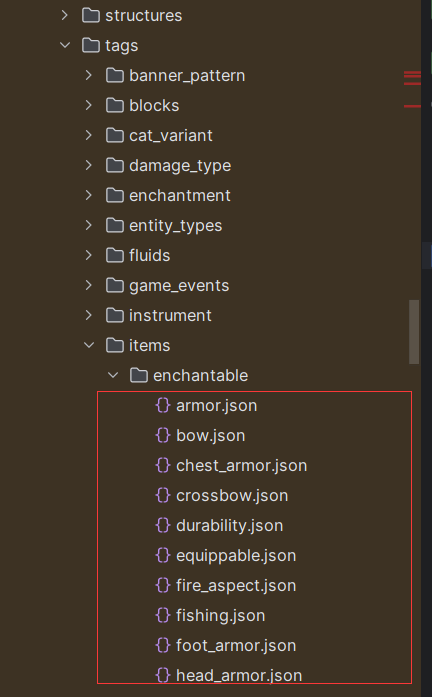 structures
tags
banner_pattern
blocks
cat_variant
damage_type
enchantment
entity_types
fluids
game_events
instrument
items
enchantable
armor.json
bow.json
chest_armor.json
crossbow.json
durability.json
equippable.json
fire_aspect.json
fishing.json
foot_armor.json
head_armor.json